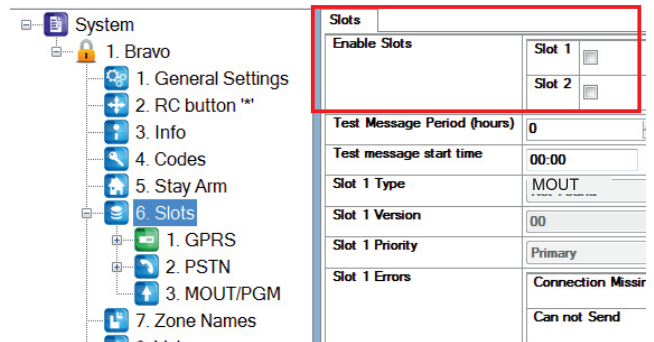 System
1. Bravo
1. General Settings
2. RC button '*'
3. Info
4. Codes
5. Stay Arm
6. Slots
1. GPRS
2. PSTN
3. MOUT/PGM
7. Zone Names
Slots
Enable Slots
Slot 1
Slot 2
Test Message Period (hours) 0
Test message start time 00:00
Slot 1 Type MOUT
Slot 1 Version 00
Slot 1 Priority Primary
Slot 1 Errors Connection Missin
Can not Send